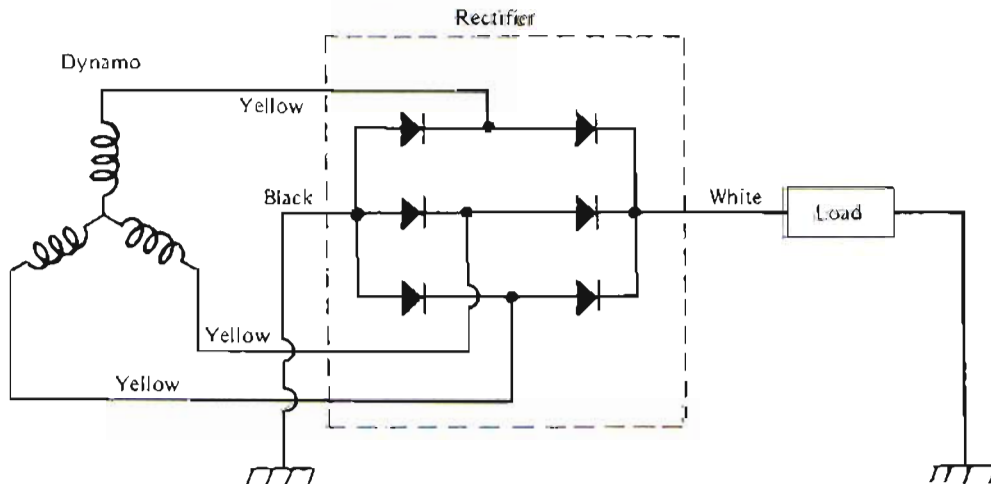 Rectifier
Dynamo
Yellow
Black
White
Load
Yellow
Yellow